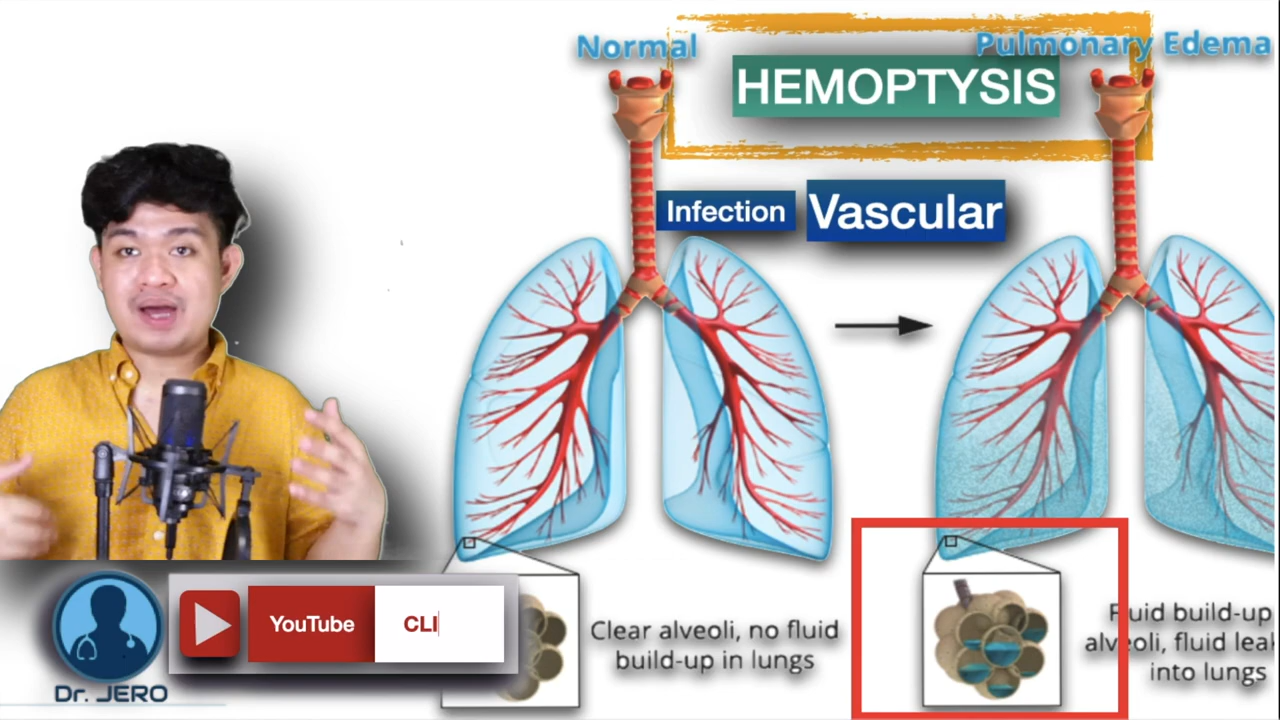 Normal
Pulmonary Edema
HEMOPTYSIS
Infection
Vascular
Clear alveoli, no fluid
build-up in lungs
Fluid build-up
alveoli, fluid
into lungs
YouTube
CLI
Dr. JERO